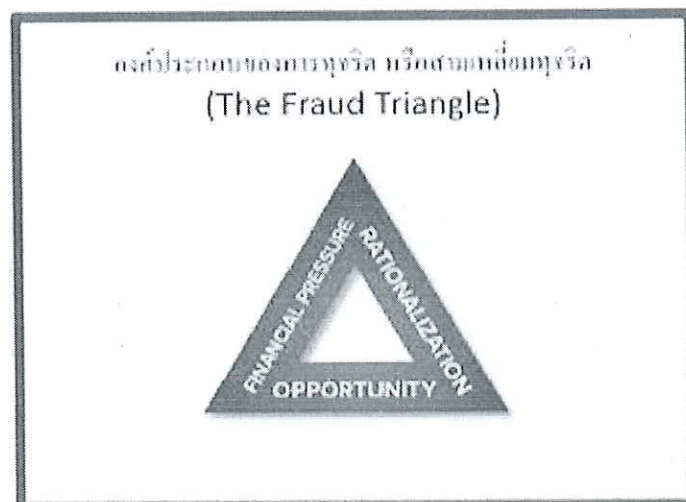 องค์ประกอบของการทุจริต หรือสามเหลี่ยมทุจริต
(The Fraud Triangle)
FINANCIAL PRESSURE
RATIONALIZATION
OPPORTUNITY